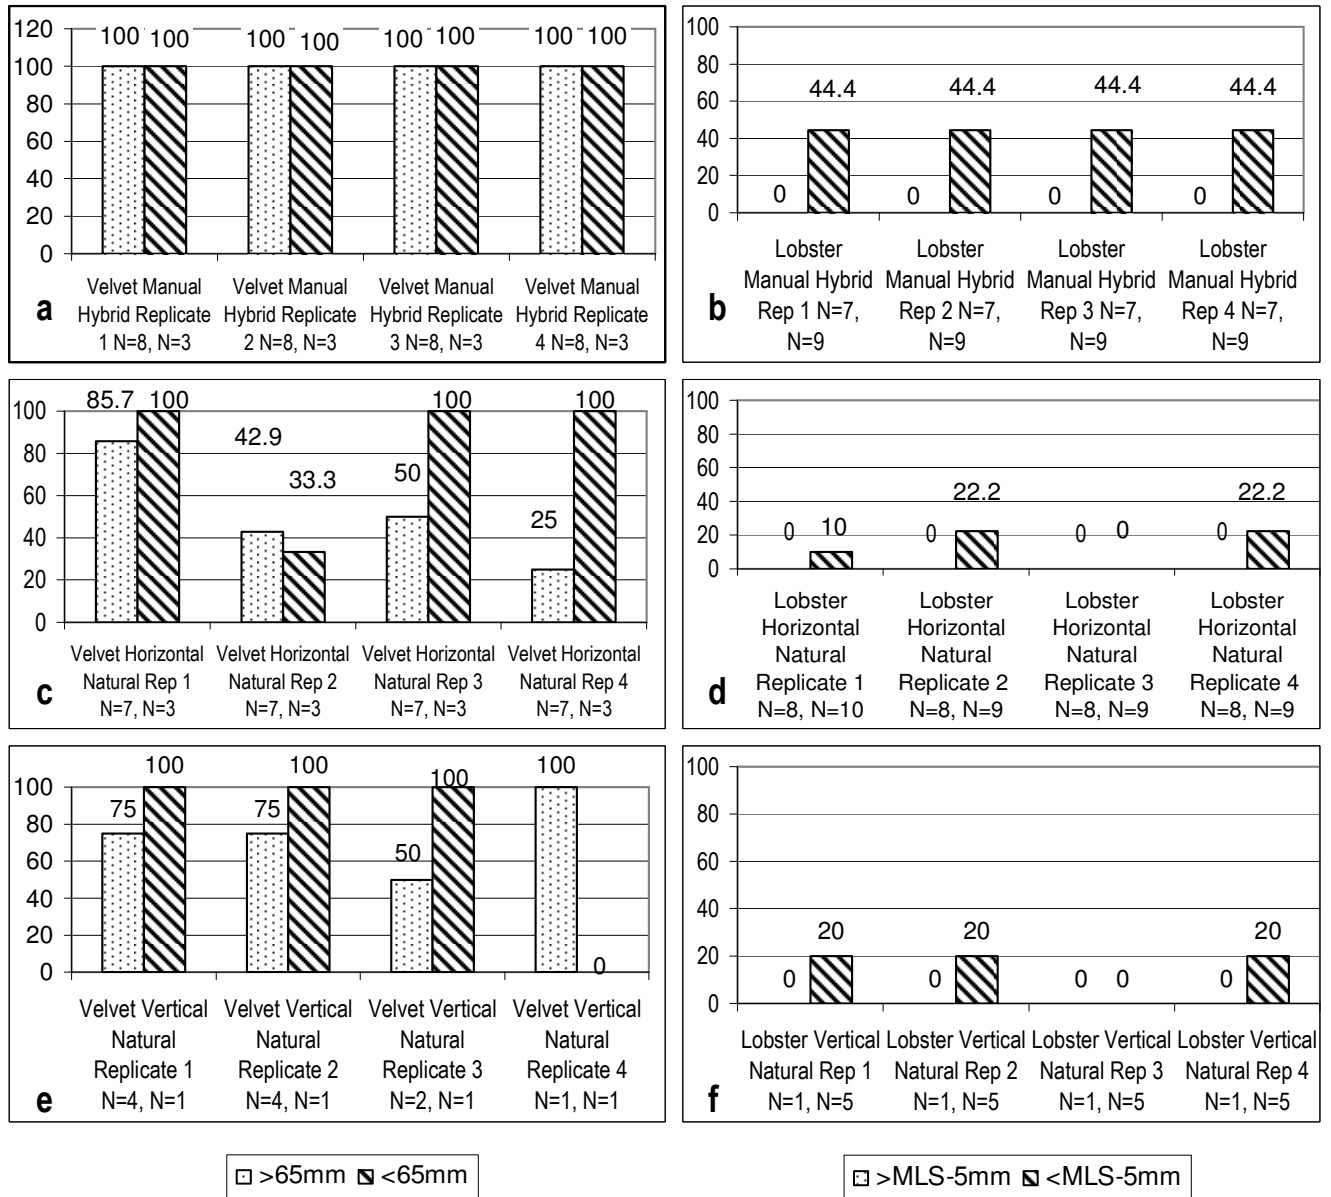 120
100
80
60
40
20
0
100 100 100 100 100 100 100 100
Velvet Manual Hybrid Replicate 1 N=8, N=3
Velvet Manual Hybrid Replicate 2 N=8, N=3
Velvet Manual Hybrid Replicate 3 N=8, N=3
Velvet Manual Hybrid Replicate 4 N=8, N=3
a
100
80
60
40
20
0
0 44.4 0 44.4 0 44.4 0 44.4
Lobster Manual Hybrid Rep 1 N=7, N=9
Lobster Manual Hybrid Rep 2 N=7, N=9
Lobster Manual Hybrid Rep 3 N=7, N=9
Lobster Manual Hybrid Rep 4 N=7, N=9
b
100
80
60
40
20
0
85.7 100 42.9 33.3 50 100 25 100
Velvet Horizontal Natural Rep 1 N=7, N=3
Velvet Horizontal Natural Rep 2 N=7, N=3
Velvet Horizontal Natural Rep 3 N=7, N=3
Velvet Horizontal Natural Rep 4 N=7, N=3
c
100
80
60
40
20
0
0 10 0 22.2 0 0 0 22.2
Lobster Horizontal Natural Replicate 1 N=8, N=10
Lobster Horizontal Natural Replicate 2 N=8, N=9
Lobster Horizontal Natural Replicate 3 N=8, N=9
Lobster Horizontal Natural Replicate 4 N=8, N=9
d
100
80
60
40
20
0
75 100 75 100 50 100 100 0
Velvet Vertical Natural Replicate 1 N=4, N=1
Velvet Vertical Natural Replicate 2 N=4, N=1
Velvet Vertical Natural Replicate 3 N=2, N=1
Velvet Vertical Natural Replicate 4 N=1, N=1
e
100
80
60
40
20
0
0 20 0 20 0 0 0 20
Lobster Vertical Natural Rep 1 N=1, N=5
Lobster Vertical Natural Rep 2 N=1, N=5
Lobster Vertical Natural Rep 3 N=1, N=5
Lobster Vertical Natural Rep 4 N=1, N=5
f
>65mm <65mm
>MLS-5mm <MLS-5mm